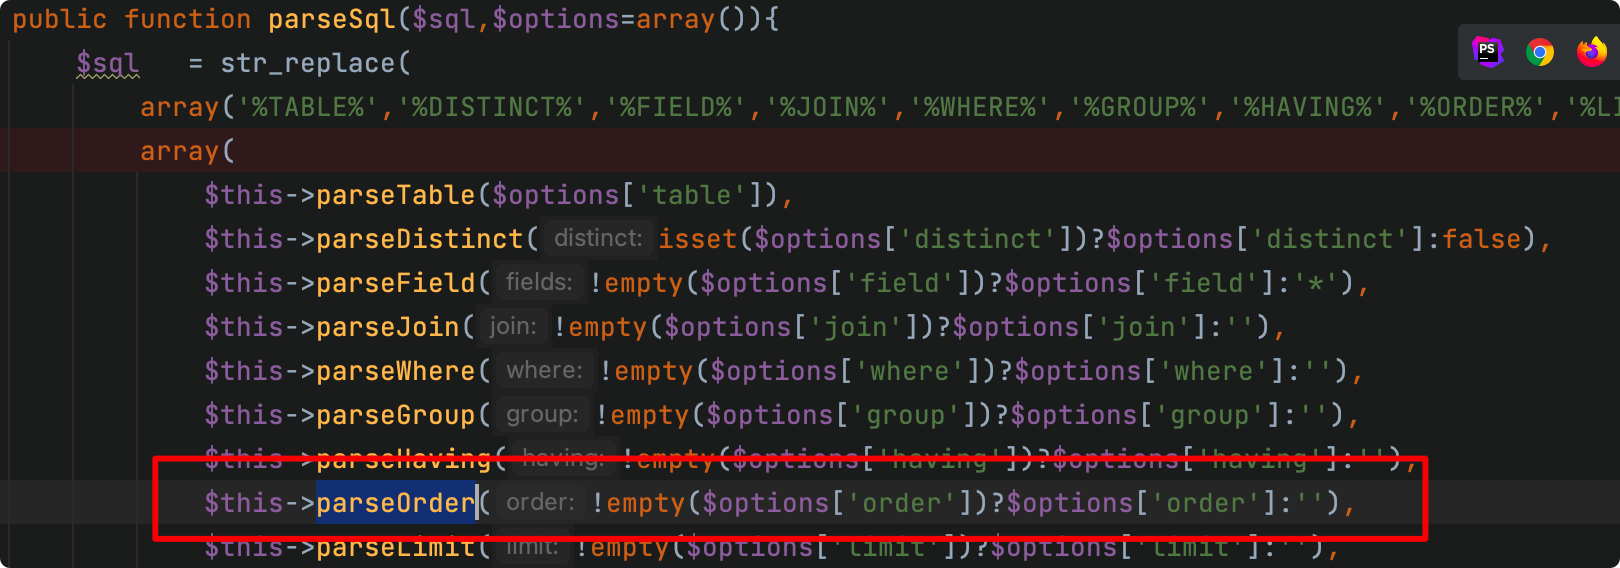 public function parseSql($sql,$options=array()){
PS
$sql   = str_replace(
array('%TABLE%','%DISTINCT%','%FIELD%','%JOIN%','%WHERE%','%GROUP%','%HAVING%','%ORDER%','%LI
array(
$this->parseTable($options['table']),
$this->parseDistinct( distinct: isset($options['distinct'])?$options['distinct']:false),
$this->parseField( fields: !empty($options['field'])?$options['field']:'*'),
$this->parseJoin( join: !empty($options['join'])?$options['join']:''),
$this->parseWhere( where: !empty($options['where'])?$options['where']:''),
$this->parseGroup( group: !empty($options['group'])?$options['group']:''),
$this->parseHaving( having: !empty($options['having'])?$options['having']:''),
$this->parseOrder( order: !empty($options['order'])?$options['order']:''),
$this->parseLimit( limit: !empty($options['limit'])?$options['limit']:''),